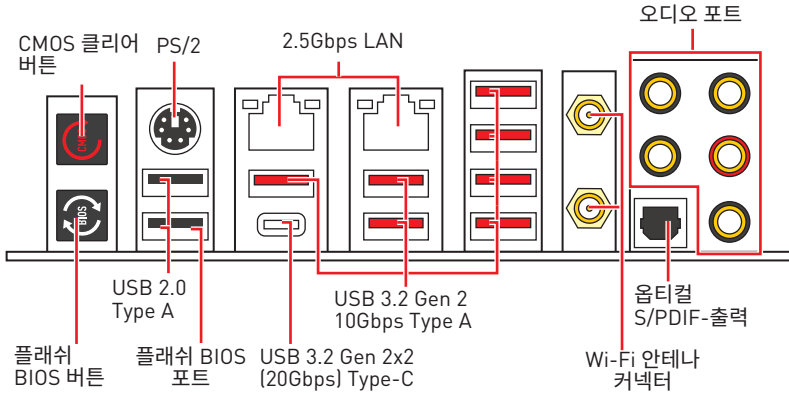 오디오 포트
CMOS 클리어
버튼
PS/2
2.5Gbps LAN
CMOS
BIOS
USB 2.0
Type A
USB 3.2 Gen 2
10Gbps Type A
옵티컬
S/PDIF-출력
플래쉬
BIOS 버튼
플래쉬 BIOS
포트
USB 3.2 Gen 2x2
(20Gbps) Type-C
Wi-Fi 안테나
커넥터